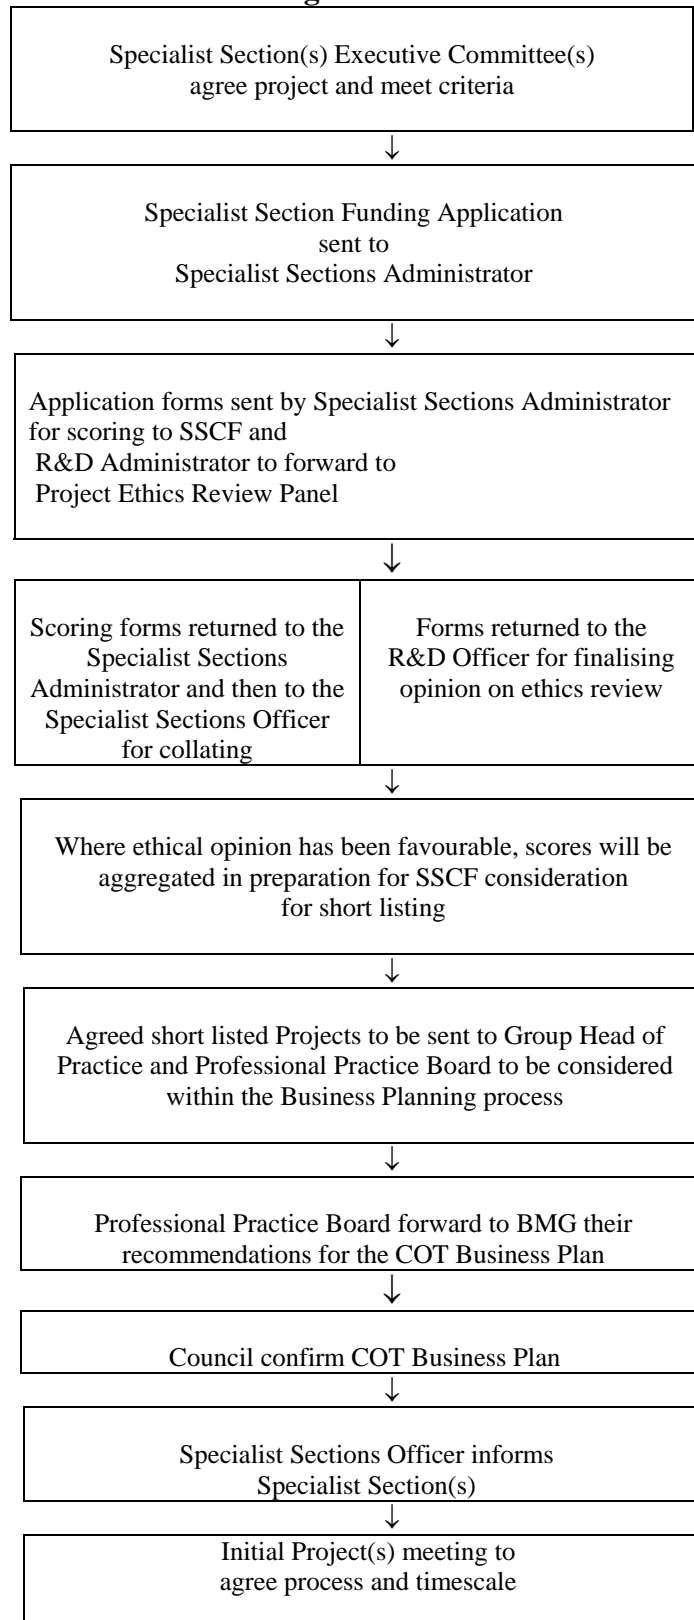 Specialist Section(s) Executive Committee(s)
agree project and meet criteria
↓
Specialist Section Funding Application
sent to
Specialist Sections Administrator
↓
Application forms sent by Specialist Sections Administrator
for scoring to SSCF and
R&D Administrator to forward to
Project Ethics Review Panel
↓
Scoring forms returned to the
Specialist Sections
Administrator and then to the
Specialist Sections Officer
for collating
Forms returned to the
R&D Officer for finalising
opinion on ethics review
↓
Where ethical opinion has been favourable, scores will be
aggregated in preparation for SSCF consideration
for short listing
↓
Agreed short listed Projects to be sent to Group Head of
Practice and Professional Practice Board to be considered
within the Business Planning process
↓
Professional Practice Board forward to BMG their
recommendations for the COT Business Plan
↓
Council confirm COT Business Plan
↓
Specialist Sections Officer informs
Specialist Section(s)
↓
Initial Project(s) meeting to
agree process and timescale